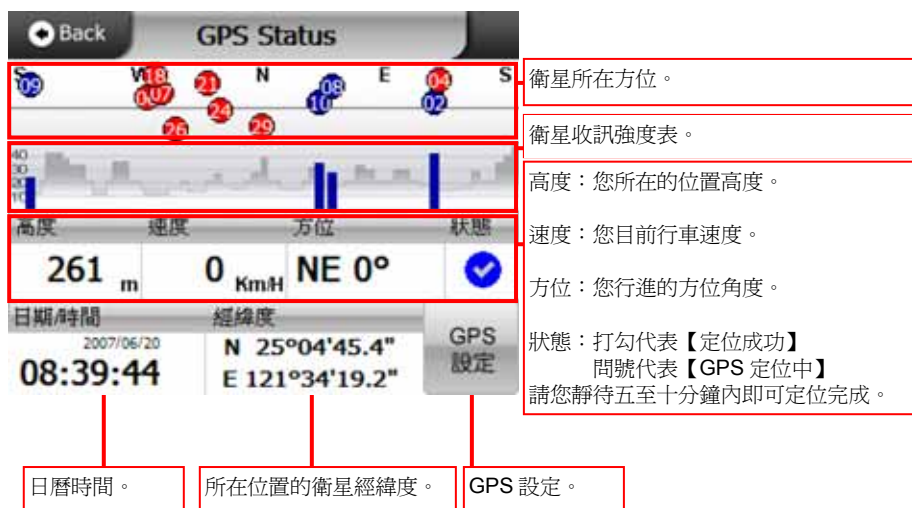 Back
GPS Status
S W N E S
09 18 07 21 24 26 29 08 10 04 02
衛星所在方位。
衛星收訊強度表。
40
30
20
10
高度 速度 方位 狀態
261 m 0 Km/H NE 0°
日期/時間 經緯度
2007/06/20
08:39:44
N 25°04'45.4"
E 121°34'19.2"
GPS
設定
高度：您所在的位置高度。
速度：您目前行車速度。
方位：您行進的方位角度。
狀態：打勾代表【定位成功】
問號代表【GPS 定位中】
請您靜待五至十分鐘內即可定位完成。
日曆時間。
所在位置的衛星經緯度。
GPS 設定。